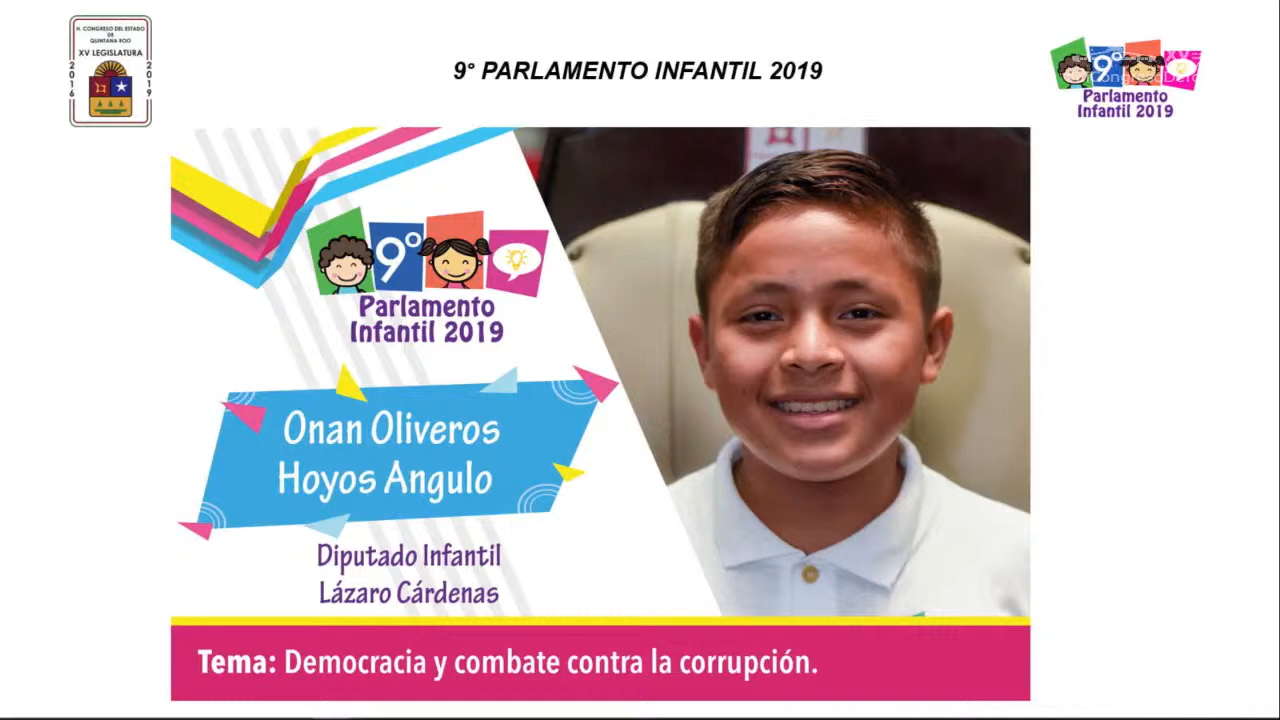 H. CONGRESO DEL ESTADO
DE
QUINTANA ROO
XV LEGISLATURA
2016
2019
9° PARLAMENTO INFANTIL 2019
9°
Parlamento
Infantil 2019
9°
Parlamento
Infantil 2019
Onan Oliveros
Hoyos Angulo
Diputado Infantil
Lázaro Cárdenas
Tema: Democracia y combate contra la corrupción.